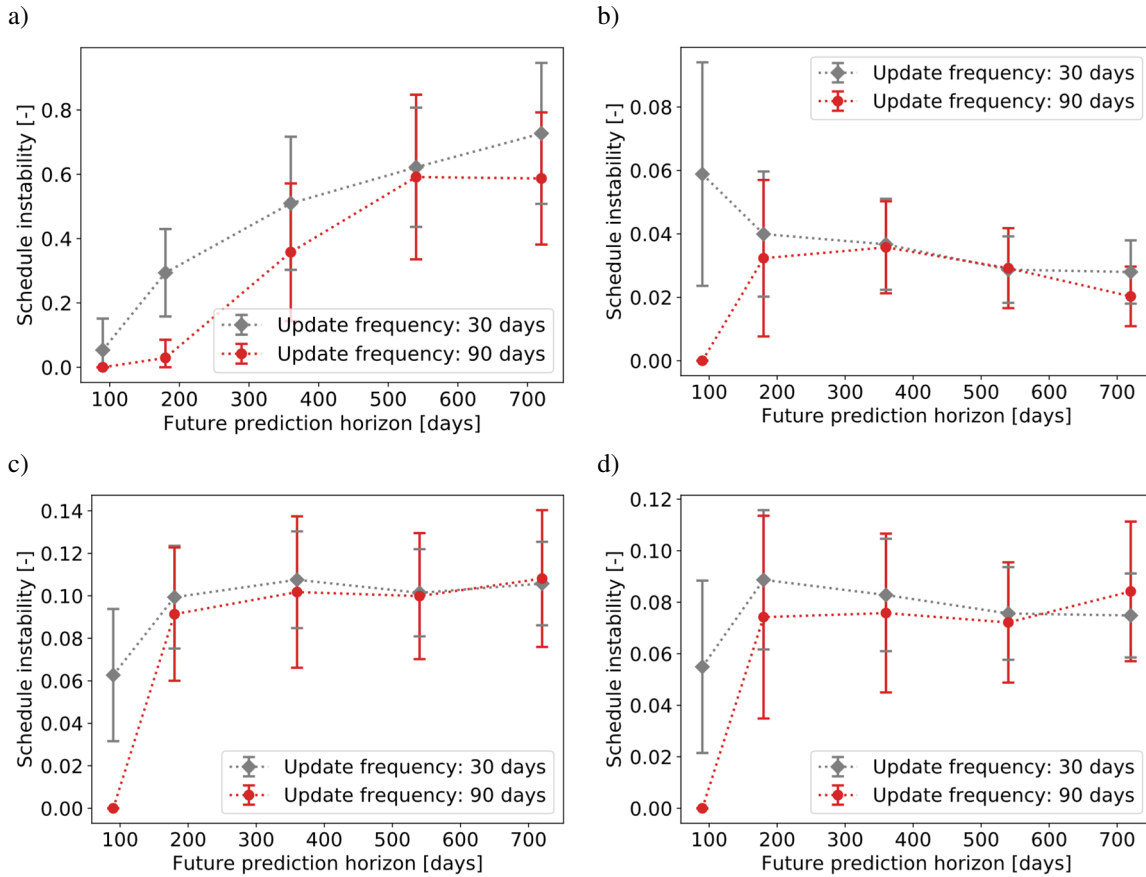 a)
Schedule instability [-]
0.8
0.6
0.4
0.2
0.0
Update frequency: 30 days
Update frequency: 90 days
100 200 300 400 500 600 700
Future prediction horizon [days]
b)
Schedule instability [-]
0.08
0.06
0.04
0.02
0.00
Update frequency: 30 days
Update frequency: 90 days
100 200 300 400 500 600 700
Future prediction horizon [days]
c)
Schedule instability [-]
0.14
0.12
0.10
0.08
0.06
0.04
0.02
0.00
Update frequency: 30 days
Update frequency: 90 days
100 200 300 400 500 600 700
Future prediction horizon [days]
d)
Schedule instability [-]
0.12
0.10
0.08
0.06
0.04
0.02
0.00
Update frequency: 30 days
Update frequency: 90 days
100 200 300 400 500 600 700
Future prediction horizon [days]